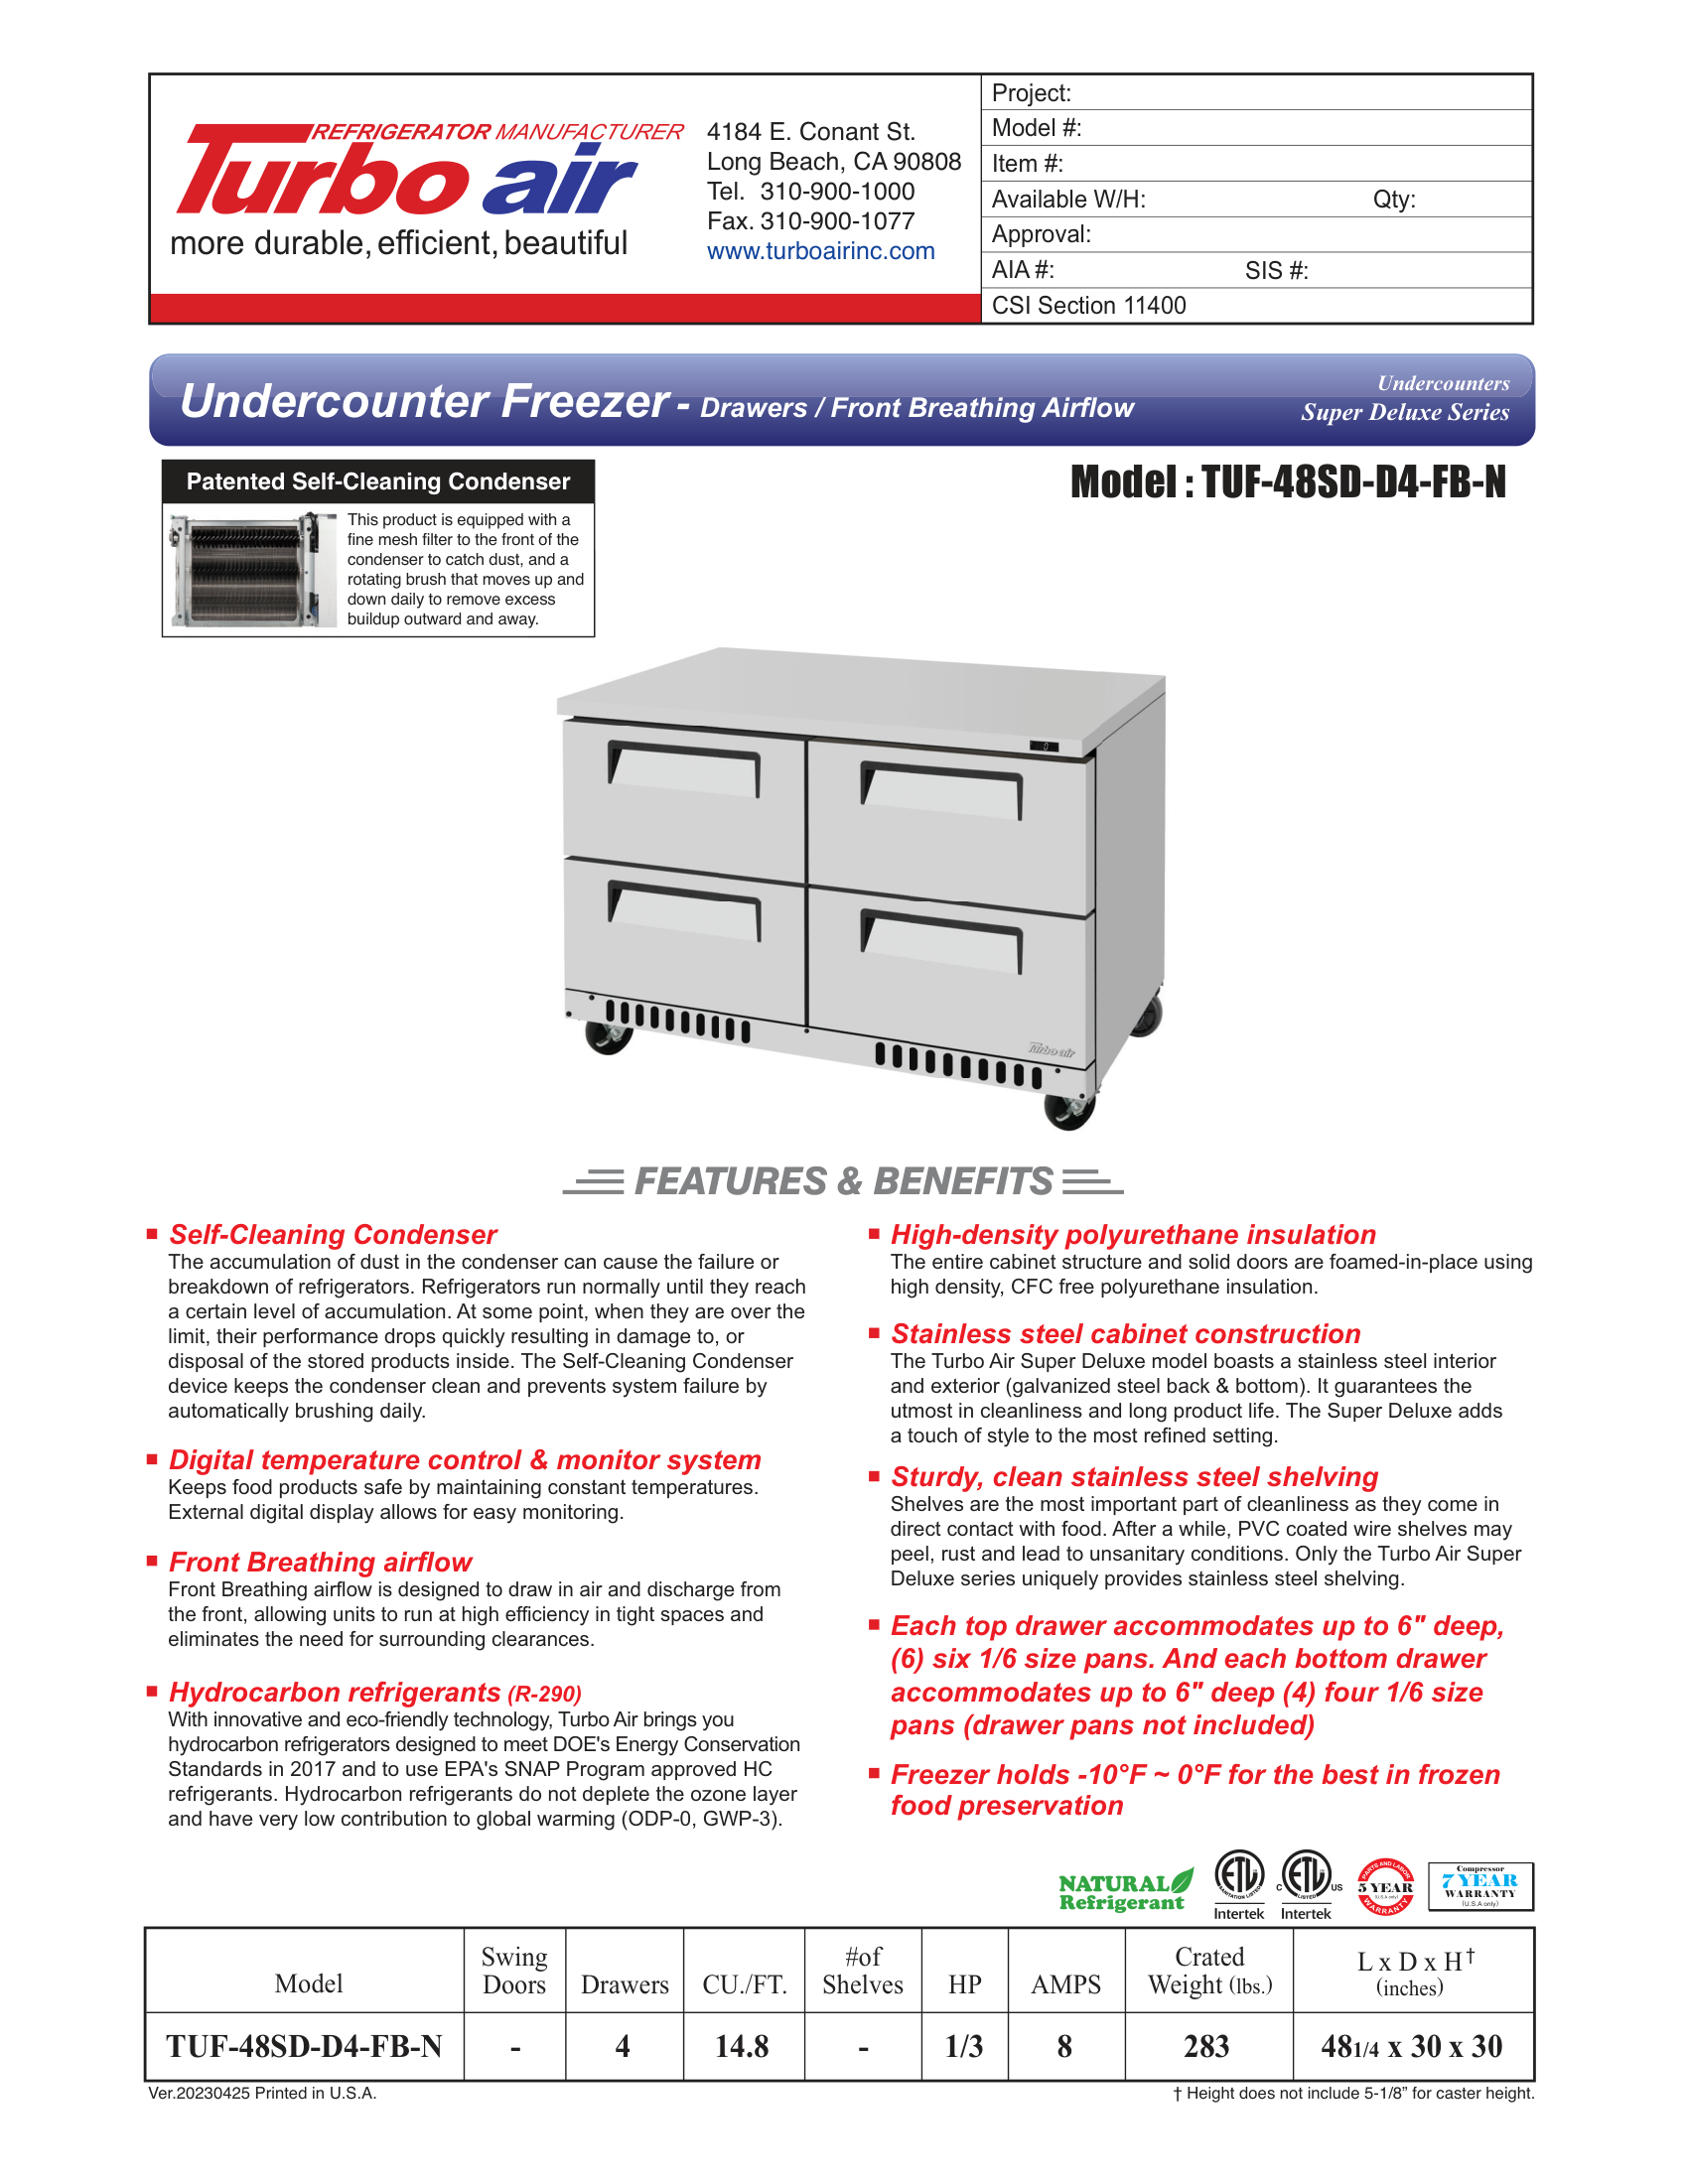 REFRIGERATOR MANUFACTURER
Turbo air
more durable, efficient, beautiful
4184 E. Conant St.
Long Beach, CA 90808
Tel. 310-900-1000
Fax. 310-900-1077
www.turboairinc.com
Project:
Model #:
Item #:
Available W/H: Qty:
Approval:
AIA #: SIS #:
CSI Section 11400
Undercounter Freezer - Drawers / Front Breathing Airflow
Undercounters
Super Deluxe Series
Patented Self-Cleaning Condenser
This product is equipped with a
fine mesh filter to the front of the
condenser to catch dust, and a
rotating brush that moves up and
down daily to remove excess
buildup outward and away.
Model : TUF-48SD-D4-FB-N
Turbo air
FEATURES & BENEFITS
Self-Cleaning Condenser
The accumulation of dust in the condenser can cause the failure or
breakdown of refrigerators. Refrigerators run normally until they reach
a certain level of accumulation. At some point, when they are over the
limit, their performance drops quickly resulting in damage to, or
disposal of the stored products inside. The Self-Cleaning Condenser
device keeps the condenser clean and prevents system failure by
automatically brushing daily.
Digital temperature control & monitor system
Keeps food products safe by maintaining constant temperatures.
External digital display allows for easy monitoring.
Front Breathing airflow
Front Breathing airflow is designed to draw in air and discharge from
the front, allowing units to run at high efficiency in tight spaces and
eliminates the need for surrounding clearances.
Hydrocarbon refrigerants (R-290)
With innovative and eco-friendly technology, Turbo Air brings you
hydrocarbon refrigerators designed to meet DOE's Energy Conservation
Standards in 2017 and to use EPA's SNAP Program approved HC
refrigerants. Hydrocarbon refrigerants do not deplete the ozone layer
and have very low contribution to global warming (ODP-0, GWP-3).
High-density polyurethane insulation
The entire cabinet structure and solid doors are foamed-in-place using
high density, CFC free polyurethane insulation.
Stainless steel cabinet construction
The Turbo Air Super Deluxe model boasts a stainless steel interior
and exterior (galvanized steel back & bottom). It guarantees the
utmost in cleanliness and long product life. The Super Deluxe adds
a touch of style to the most refined setting.
Sturdy, clean stainless steel shelving
Shelves are the most important part of cleanliness as they come in
direct contact with food. After a while, PVC coated wire shelves may
peel, rust and lead to unsanitary conditions. Only the Turbo Air Super
Deluxe series uniquely provides stainless steel shelving.
Each top drawer accommodates up to 6" deep,
(6) six 1/6 size pans. And each bottom drawer
accommodates up to 6" deep (4) four 1/6 size
pans (drawer pans not included)
Freezer holds -10°F ~ 0°F for the best in frozen
food preservation
NATURAL
Refrigerant
ETL
SANITATION LISTED
Intertek
C ETL US
LISTED
Intertek
PARTS AND LABOR
5 YEAR
(U.S.A only)
WARRANTY
Compressor
7 YEAR
WARRANTY
(U.S.A only)
Model Swing Doors Drawers CU./FT. #of Shelves HP AMPS Crated Weight (lbs.) L x D x H† (inches)
TUF-48SD-D4-FB-N - 4 14.8 - 1/3 8 283 481/4 x 30 x 30
Ver.20230425 Printed in U.S.A.
† Height does not include 5-1/8” for caster height.